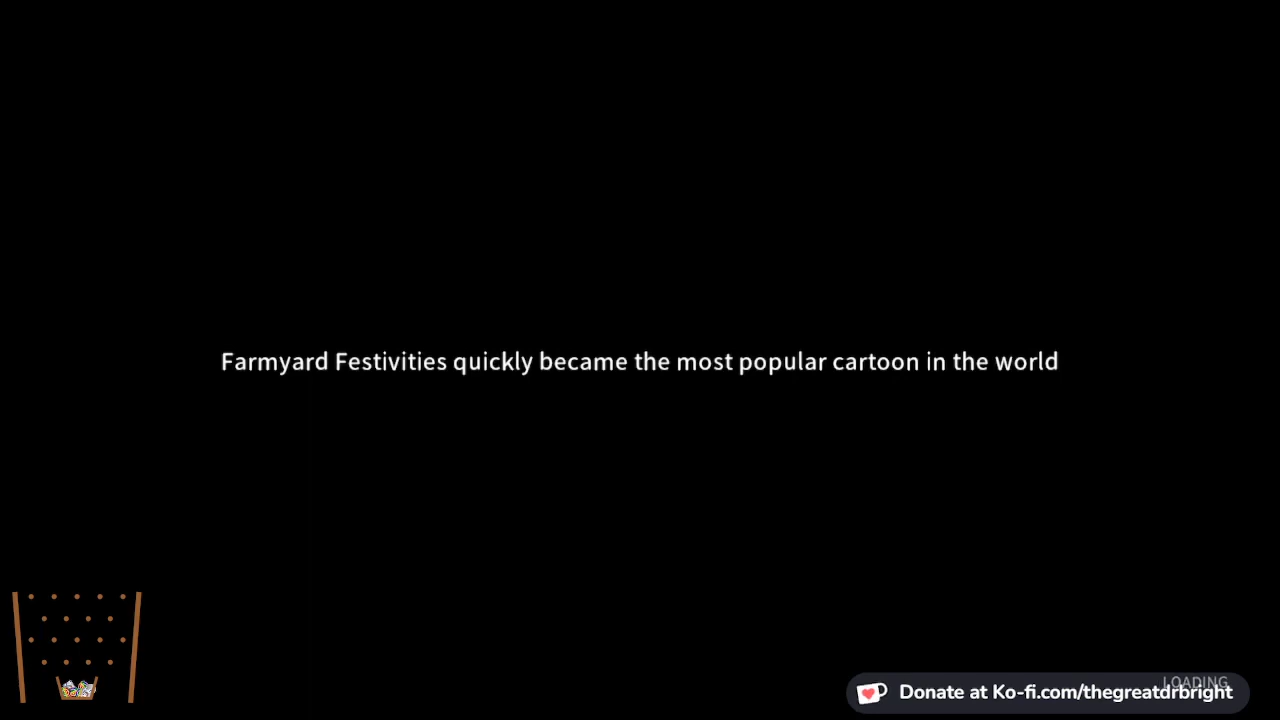 Farmyard Festivities quickly became the most popular cartoon in the world
LOADING
Donate at Ko-fi.com/thegreatdrbright